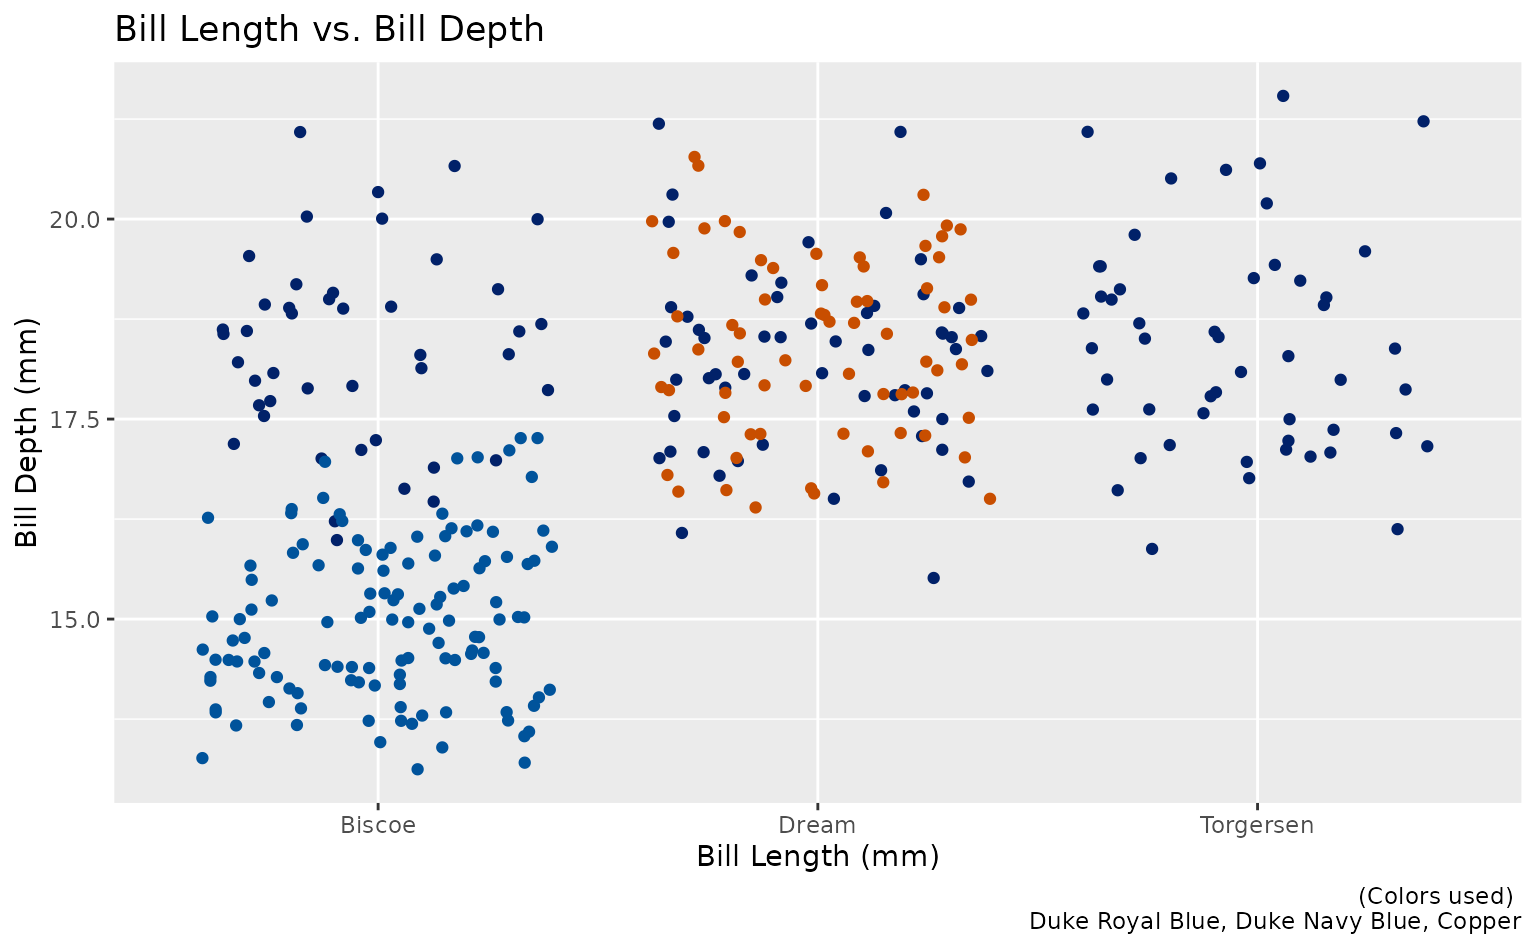 Bill Length vs. Bill Depth
Bill Depth (mm)
20.0
17.5
15.0
Biscoe
Dream
Torgersen
Bill Length (mm)
(Colors used)
Duke Royal Blue, Duke Navy Blue, Copper